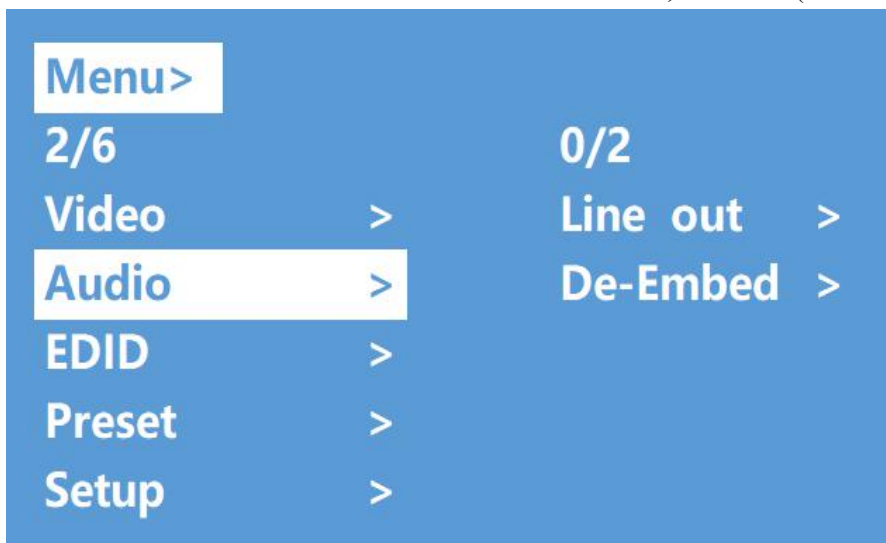 Menu>
2/6 0/2
Video > Line out >
Audio > De-Embed >
EDID >
Preset >
Setup >